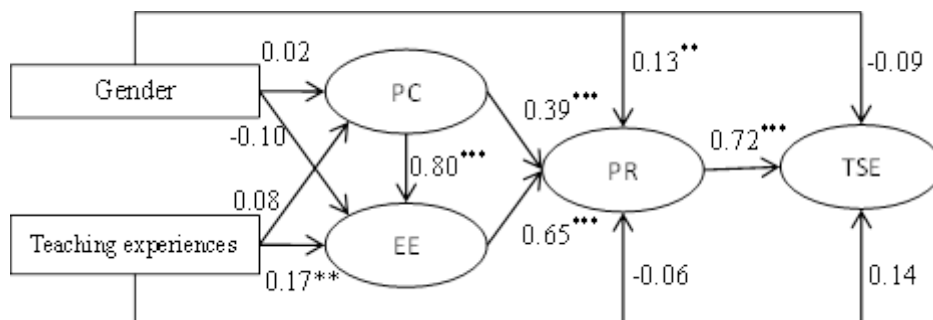 0.02
0.13**
-0.09
Gender
PC
0.39***
-0.10
0.72***
0.80***
PR
TSE
0.08
Teaching experiences
EE
0.65***
0.17**
-0.06
0.14